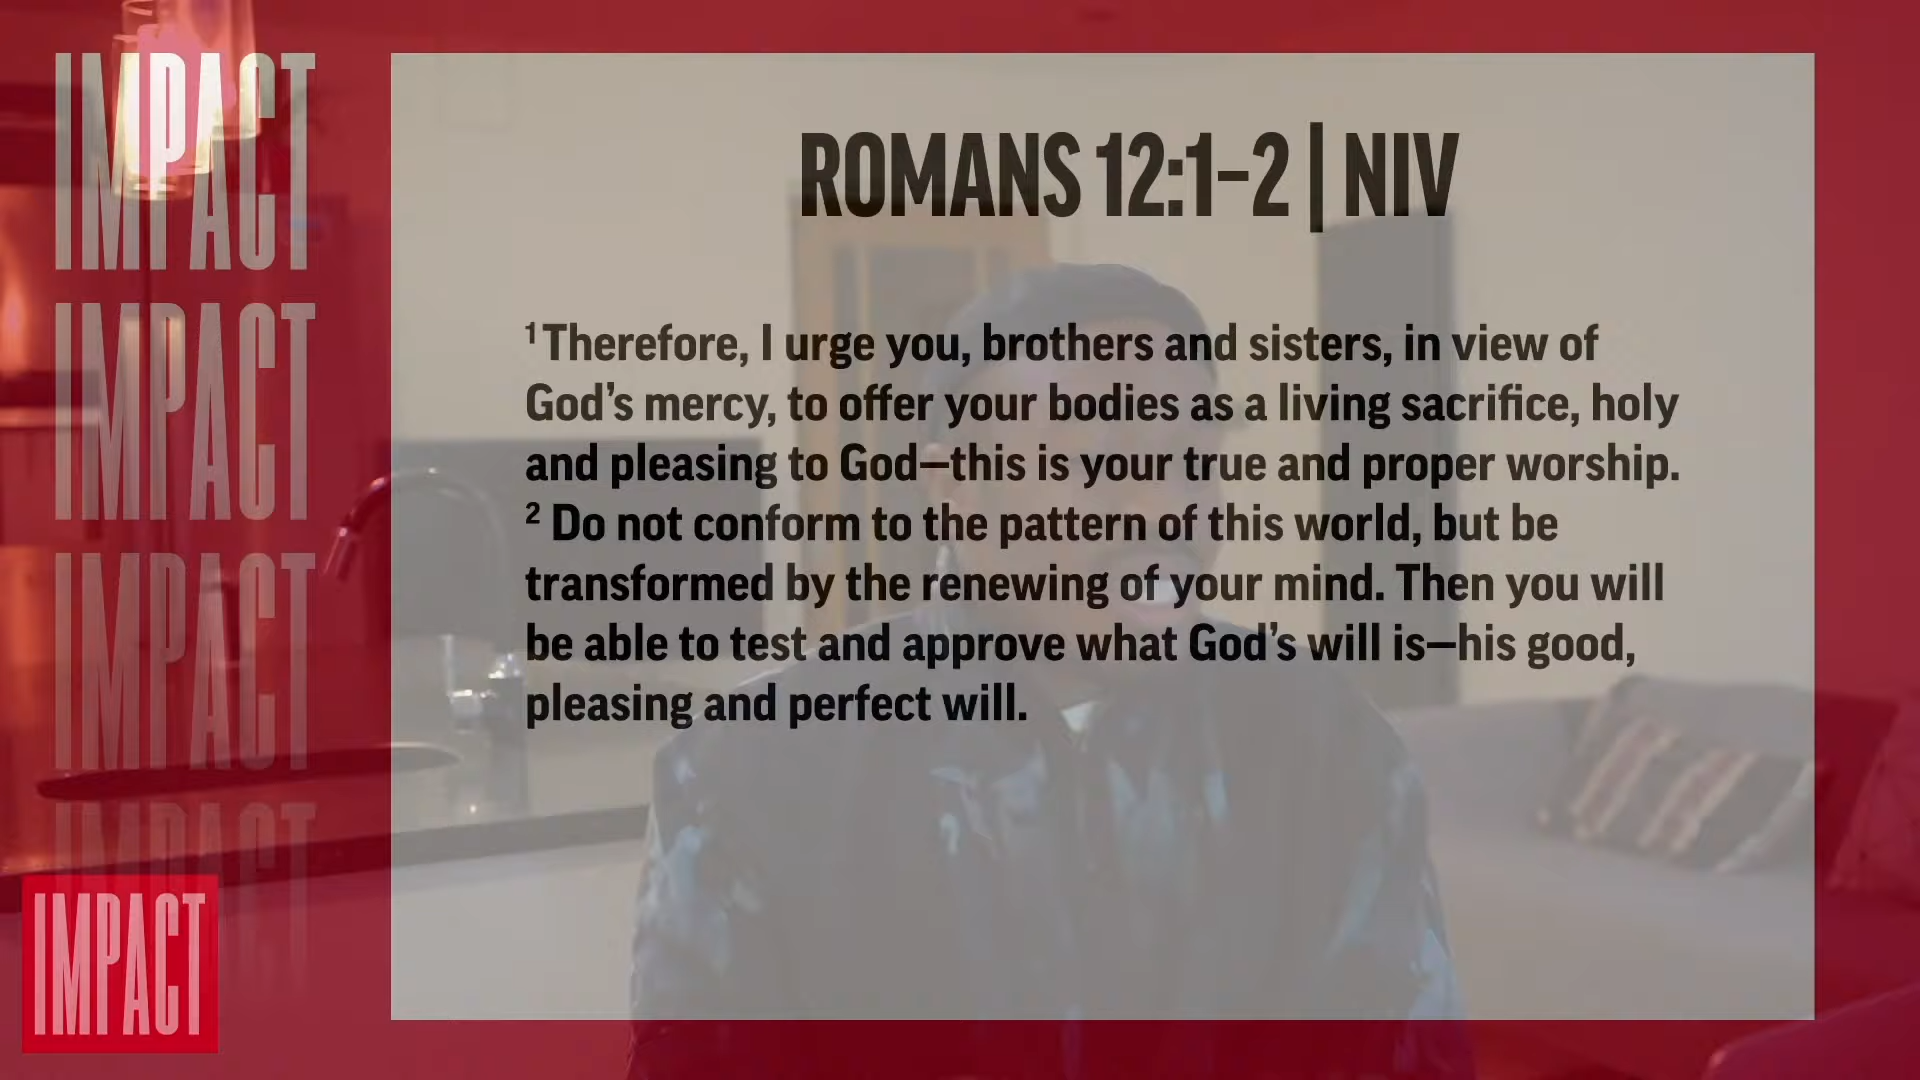 IMPACT
IMPACT
IMPACT
IMPACT
IMPACT
ROMANS 12:1–2 | NIV
¹ Therefore, I urge you, brothers and sisters, in view of
God’s mercy, to offer your bodies as a living sacrifice, holy
and pleasing to God—this is your true and proper worship.
² Do not conform to the pattern of this world, but be
transformed by the renewing of your mind. Then you will
be able to test and approve what God’s will is—his good,
pleasing and perfect will.